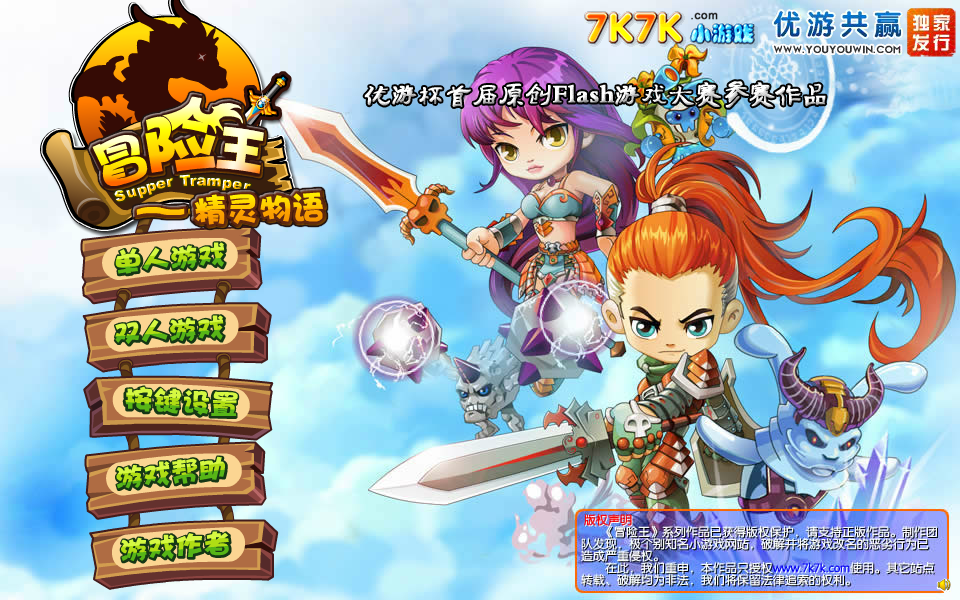 7K7K.com
小游戏
优游共赢
WWW.YOUYOUWIN.COM
独家
发行
优游杯首届原创Flash游戏大赛参赛作品
冒险王
Supper Tramper
精灵物语
单人游戏
双人游戏
按键设置
游戏帮助
游戏作者
版权声明
《冒险王》系列作品已获得版权保护，请支持正版作品。制作团
队发现，极个别知名小游戏网站，破解并将游戏改名的恶劣行为已
造成严重侵权。
在此，我们重申，本作品只授权www.7k7k.com使用。其它站点
转载、破解均为非法，我们将保留法律追索的权利。